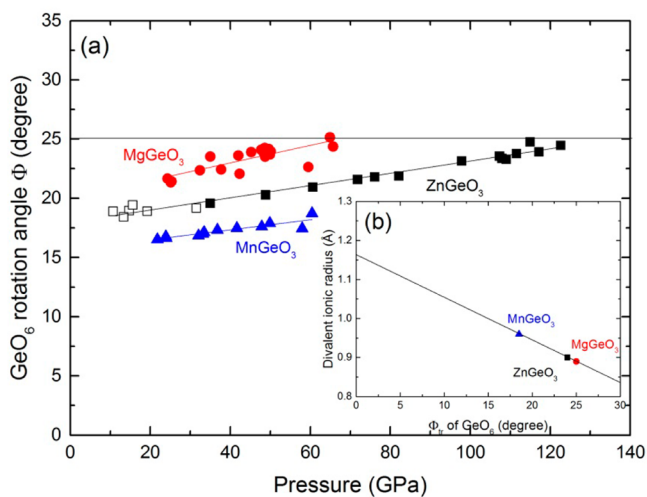 35
30
25
20
15
10
5
0
GeO6 rotation angle Φ (degree)
(a)
MgGeO3
ZnGeO3
MnGeO3
0 20 40 60 80 100 120 140
Pressure (GPa)
1.3
1.2
1.1
1.0
0.9
0.8
Divalent ionic radius (Å)
(b)
MnGeO3
MgGeO3
ZnGeO3
0 5 10 15 20 25 30
Φtr of GeO6 (degree)